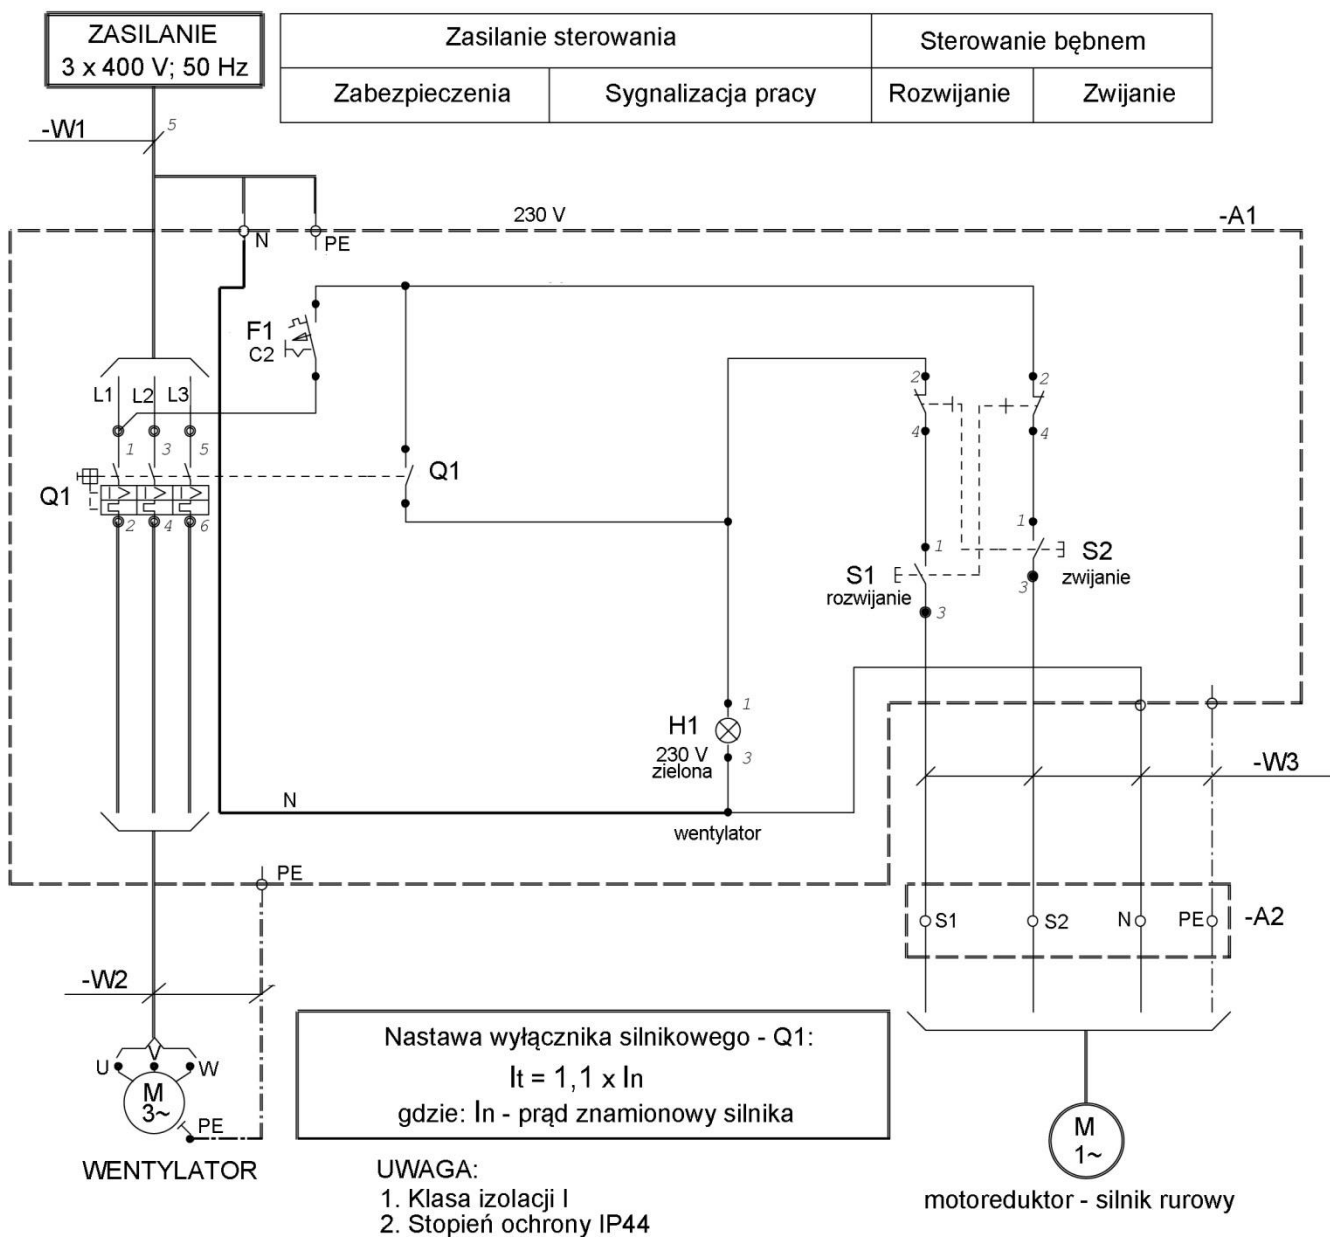 ZASILANIE
3 x 400 V; 50 Hz
Zasilanie sterowania
Sterowanie bębnem
Zabezpieczenia
Sygnalizacja pracy
Rozwijanie
Zwijanie
-W1
5
230 V
-A1
N
PE
F1
C2
L1
L2
L3
1
3
5
Q1
2
4
6
Q1
2
4
2
4
1
1
S1
rozwijanie
S2
zwijanie
3
3
H1
230 V
zielona
1
3
N
wentylator
-W3
PE
S1
S2
N
PE
-A2
-W2
U
V
W
M
3~
PE
WENTYLATOR
Nastawa wyłącznika silnikowego - Q1:
It = 1,1 x In
gdzie: In - prąd znamionowy silnika
UWAGA:
1. Klasa izolacji I
2. Stopień ochrony IP44
M
1~
motoreduktor - silnik rurowy